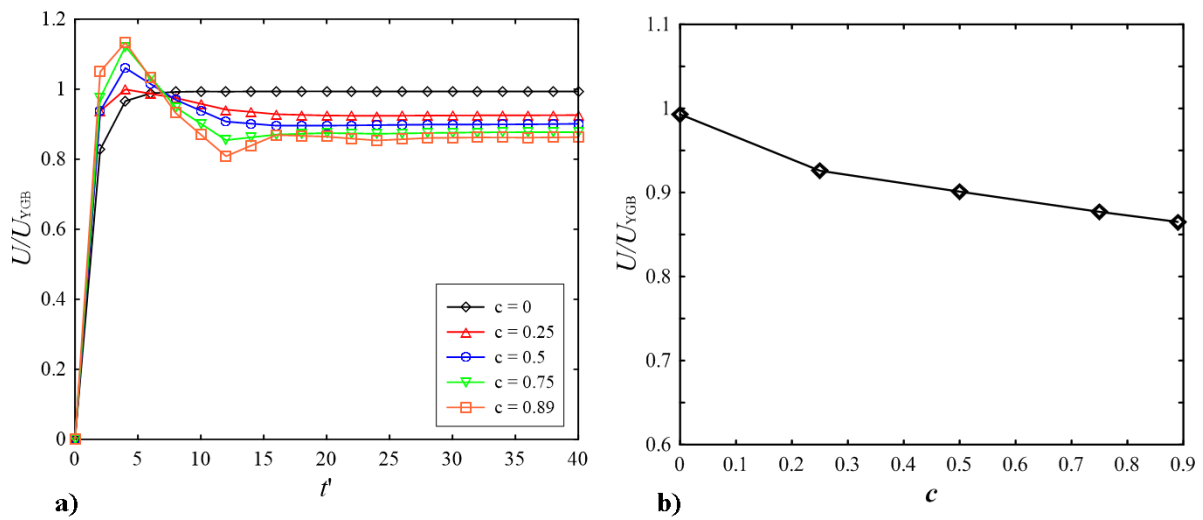 1.2
1
0.8
0.6
0.4
0.2
0
U/U_YGB
0 5 10 15 20 25 30 35 40
t'
c = 0
c = 0.25
c = 0.5
c = 0.75
c = 0.89
a)
1.1
1
0.9
0.8
0.7
0.6
U/U_YGB
0 0.1 0.2 0.3 0.4 0.5 0.6 0.7 0.8 0.9
c
b)